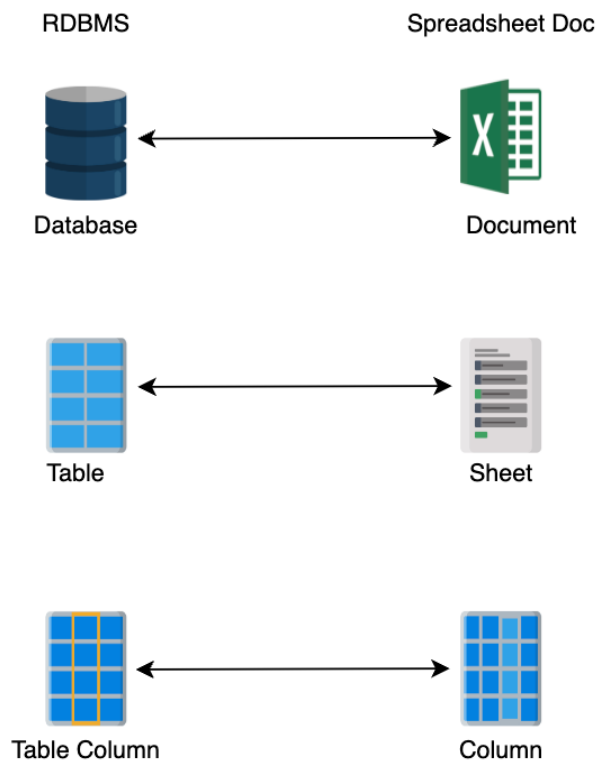 RDBMS
Spreadsheet Doc
X
Database
Document
Table
Sheet
Table Column
Column